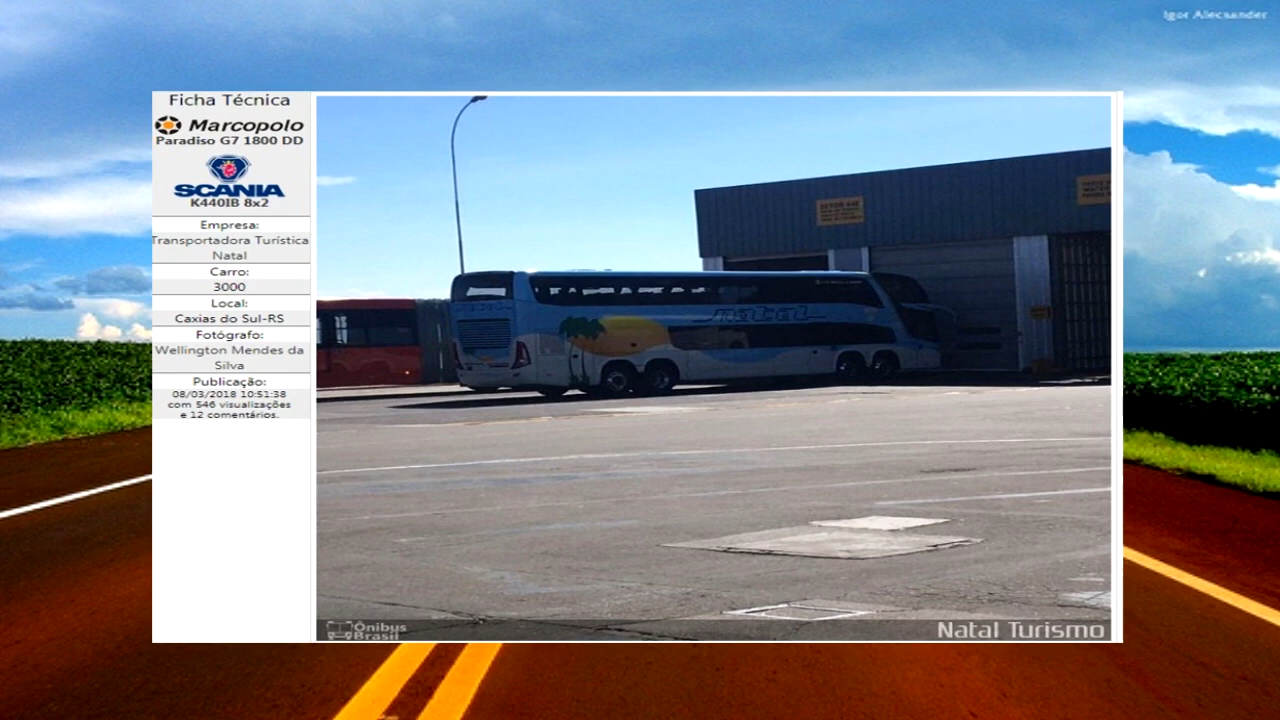 Igor Alecsander
Ficha Técnica
Marcopolo
Paradiso G7 1800 DD
SCANIA
K440IB 8x2
Empresa:
Transportadora Turística
Natal
Carro:
3000
Local:
Caxias do Sul-RS
Fotógrafo:
Wellington Mendes da
Silva
Publicação:
08/03/2018 10:51:38
com 546 visualizações
e 12 comentários.
natal
Ônibus
Brasil
Natal Turismo